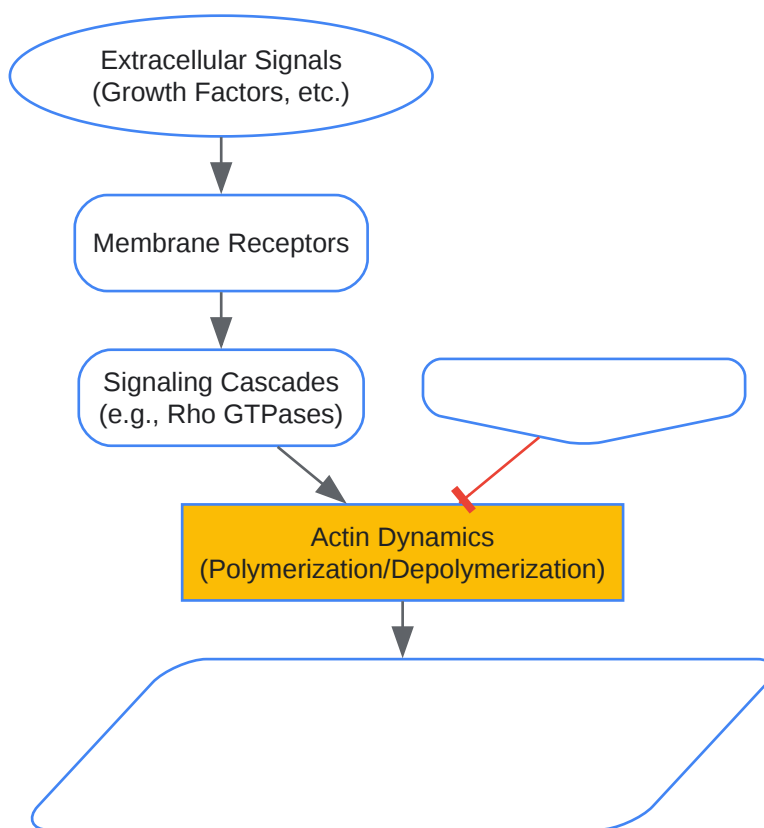 Extracellular Signals
(Growth Factors, etc.)
Membrane Receptors
Signaling Cascades
(e.g., Rho GTPases)
Actin Dynamics
(Polymerization/Depolymerization)